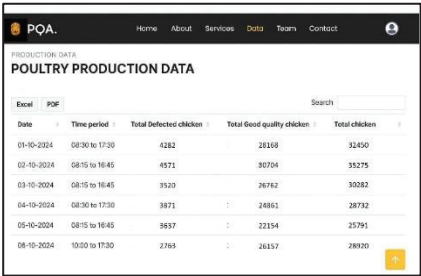 PQA.
Home About Services Data Team Contact
PRODUCTION DATA
POULTRY PRODUCTION DATA
Excel PDF Search
Date Time period Total Defected chicken Total Good quality chicken Total chicken
01-10-2024 08:30 to 17:30 4282 28168 32450
02-10-2024 08:15 to 16:45 4571 30704 35275
03-10-2024 08:15 to 16:45 3520 26762 30282
04-10-2024 08:30 to 17:30 3871 : 24861 28732
05-10-2024 08:15 to 16:45 3637 : 22154 25791
06-10-2024 10:00 to 17:30 2763 : 26157 28920